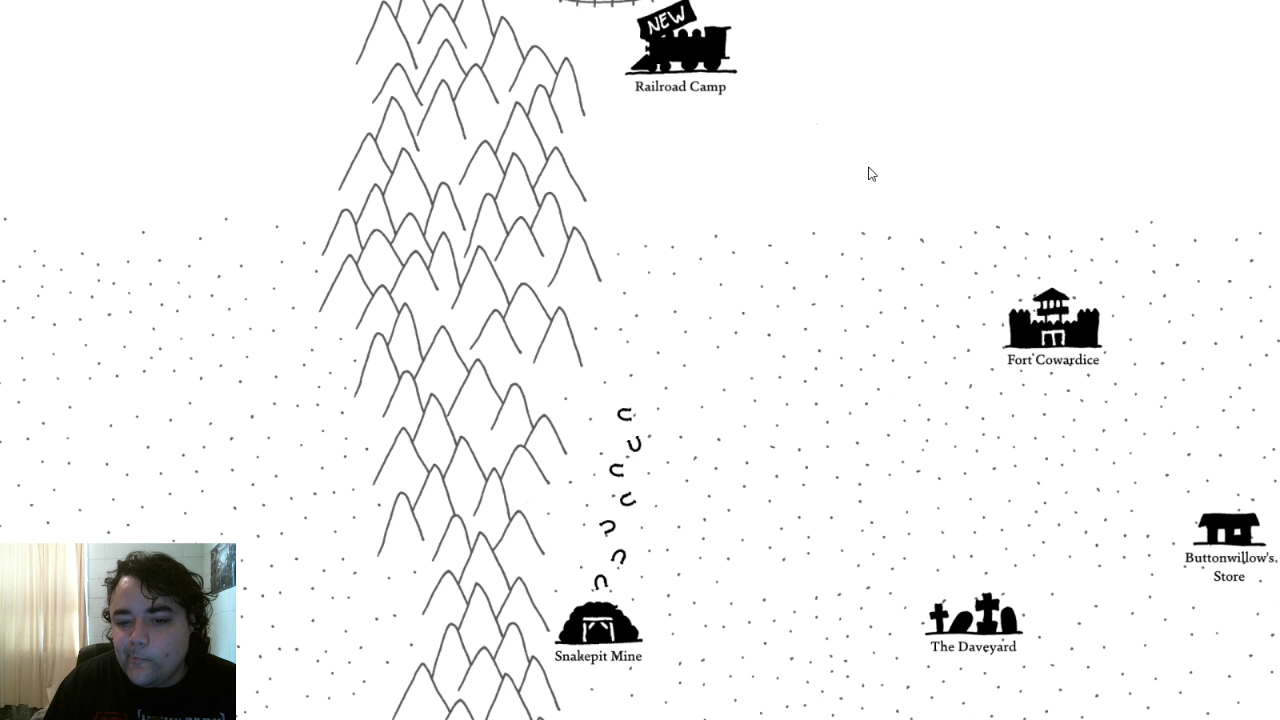 NEW
Railroad Camp
Fort Cowardice
Buttonwillow's
Store
The Daveyard
Snakepit Mine